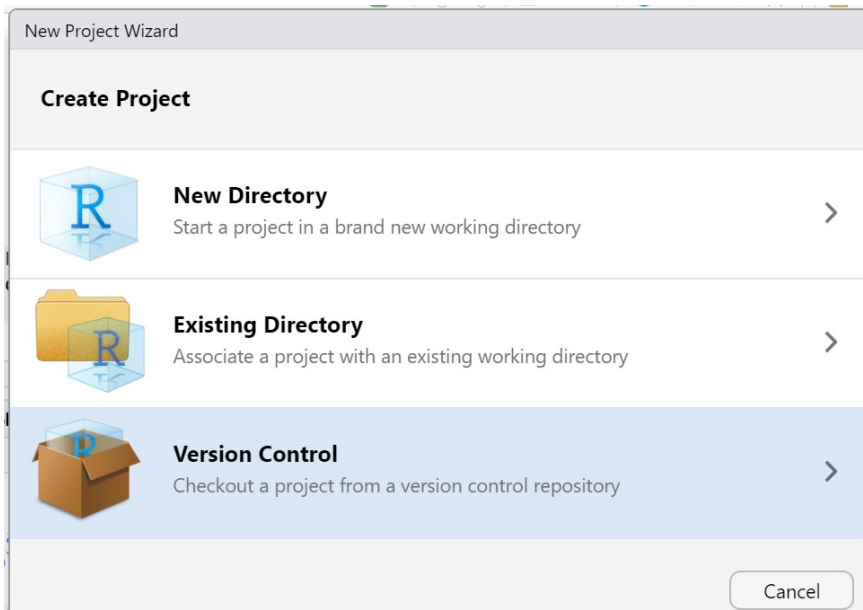 New Project Wizard
Create Project
R
New Directory
Start a project in a brand new working directory
R
Existing Directory
Associate a project with an existing working directory
R
Version Control
Checkout a project from a version control repository
Cancel